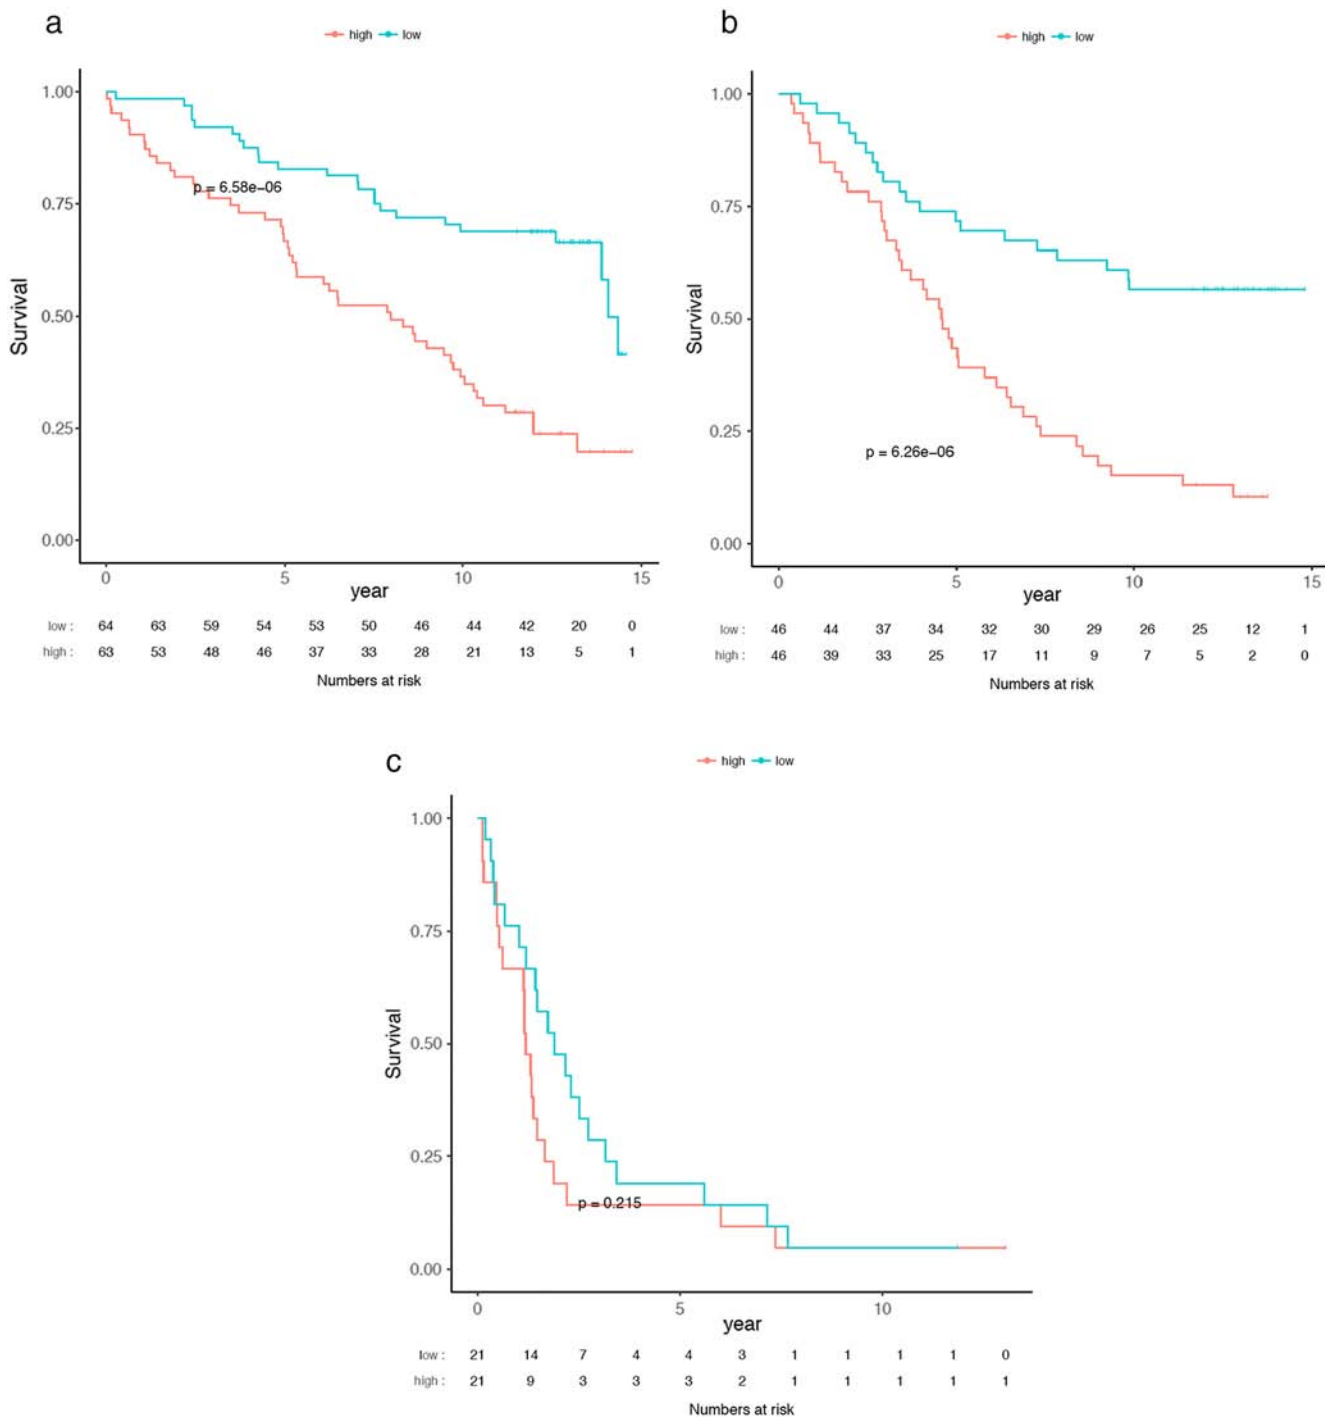 a
high low
1.00
0.75
0.50
0.25
0.00
Survival
p = 6.58e−06
0 5 10 15
year
low : 64 63 59 54 53 50 46 44 42 20 0
high : 63 53 48 46 37 33 28 21 13 5 1
Numbers at risk
b
high low
1.00
0.75
0.50
0.25
0.00
Survival
p = 6.26e−06
0 5 10 15
year
low : 46 44 37 34 32 30 29 26 25 12 1
high : 46 39 33 25 17 11 9 7 5 2 0
Numbers at risk
c
high low
1.00
0.75
0.50
0.25
0.00
Survival
p = 0.215
0 5 10
year
low : 21 14 7 4 4 3 1 1 1 1 0
high : 21 9 3 3 3 2 1 1 1 1 1
Numbers at risk